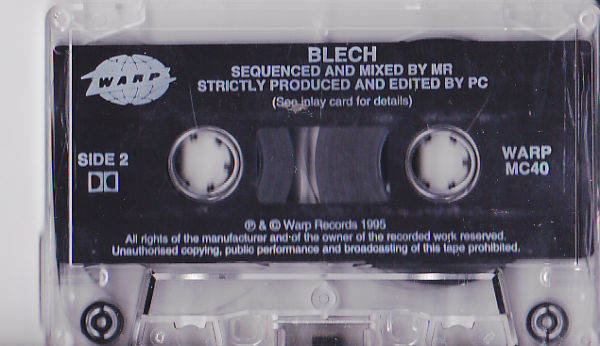 BLECH
SEQUENCED AND MIXED BY MR
STRICTLY PRODUCED AND EDITED BY PC
(See inlay card for details)
WARP
SIDE 2
WARP
MC40
℗ & © Warp Records 1995
All rights of the manufacturer and of the owner of the recorded work reserved.
Unauthorised copying, public performance and broadcasting of this tape prohibited.